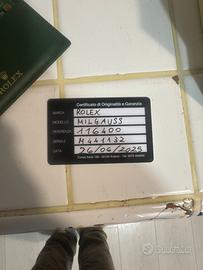 ROLEX
Certificato di Originalità e Garanzia
MARCA ROLEX
MODELLO MILGAUSS
REFERENZA 116400
SERIALE M441132
DATA 26/06/2025